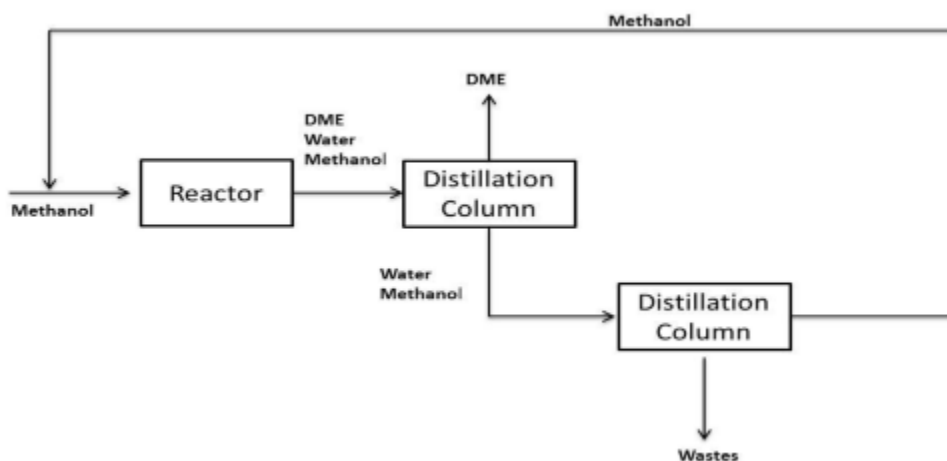 Methanol
DME
DME
Water
Methanol
Reactor
Distillation
Column
Methanol
Water
Methanol
Distillation
Column
Wastes